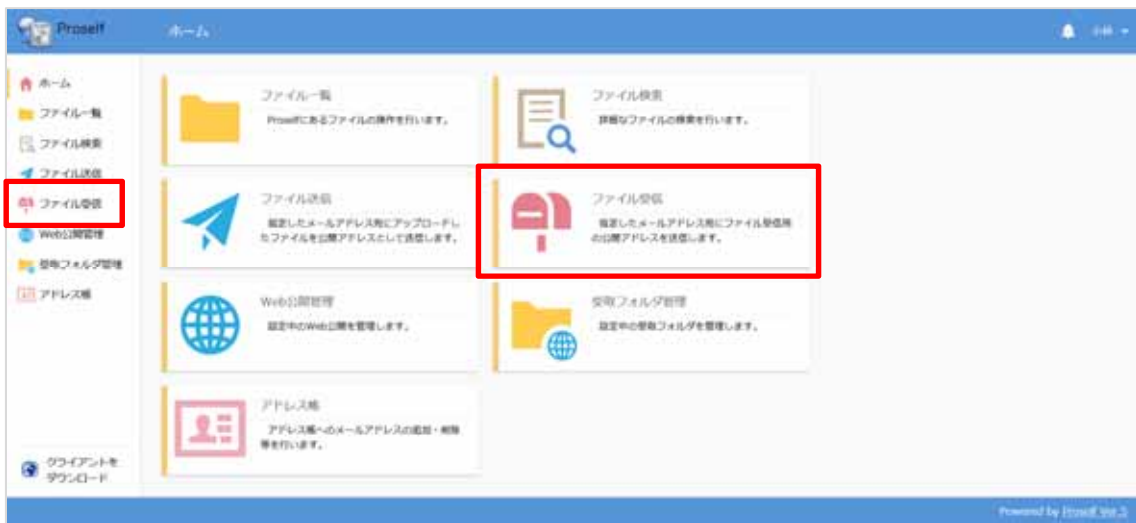 Proself
ホーム
小林
ホーム
ファイル一覧
ファイル検索
ファイル送信
ファイル受信
Web公開管理
受取フォルダ管理
アドレス帳
クライアントを
ダウンロード
ファイル一覧
Proselfにあるファイルの操作を行います。
ファイル検索
詳細なファイルの検索を行います。
ファイル送信
指定したメールアドレス宛にアップロードし
たファイルを公開アドレスとして送信します。
ファイル受信
指定したメールアドレス宛にファイル受信用
の公開アドレスを送信します。
Web公開管理
設定中のWeb公開を管理します。
受取フォルダ管理
設定中の受取フォルダを管理します。
アドレス帳
アドレス帳へのメールアドレスの追加・削除
等を行います。
Powered by Proself Ver.5